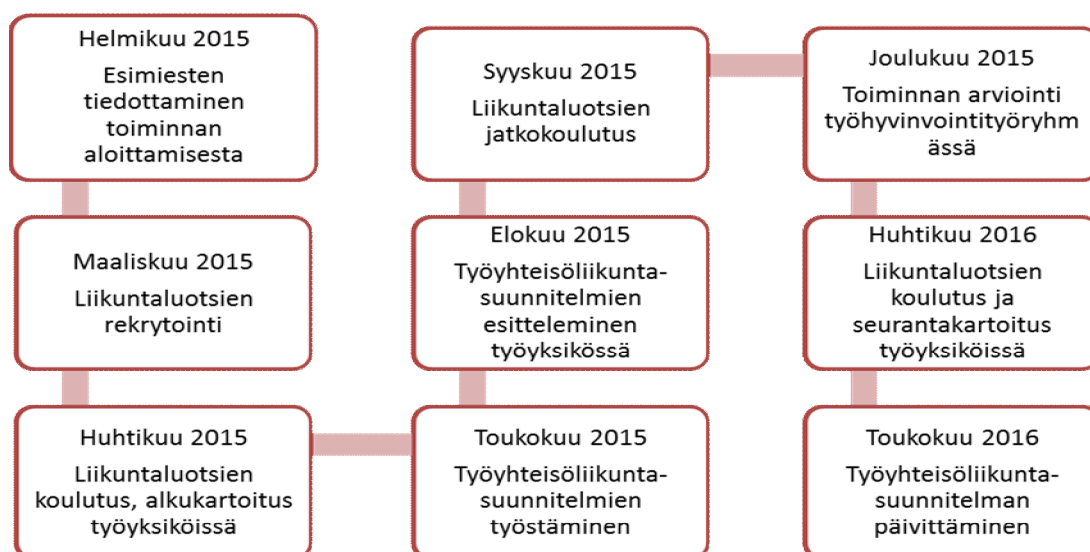 Helmikuu 2015
Esimiesten
tiedottaminen
toiminnan
aloittamisesta
Maaliskuu 2015
Liikuntaluotsien
rekrytointi
Huhtikuu 2015
Liikuntaluotsien
koulutus, alkukartoitus
työyksiköissä
Toukokuu 2015
Työyhteisöliikunta-
suunnitelmien
työstäminen
Elokuu 2015
Työyhteisöliikunta-
suunnitelmien
esitteleminen
työyksikössä
Syyskuu 2015
Liikuntaluotsien
jatkokoulutus
Joulukuu 2015
Toiminnan arviointi
työhyvinvointityöryhm
ässä
Huhtikuu 2016
Liikuntaluotsien
koulutus ja
seurantakartoitus
työyksiköissä
Toukokuu 2016
Työyhteisöliikunta-
suunnitelman
päivittäminen